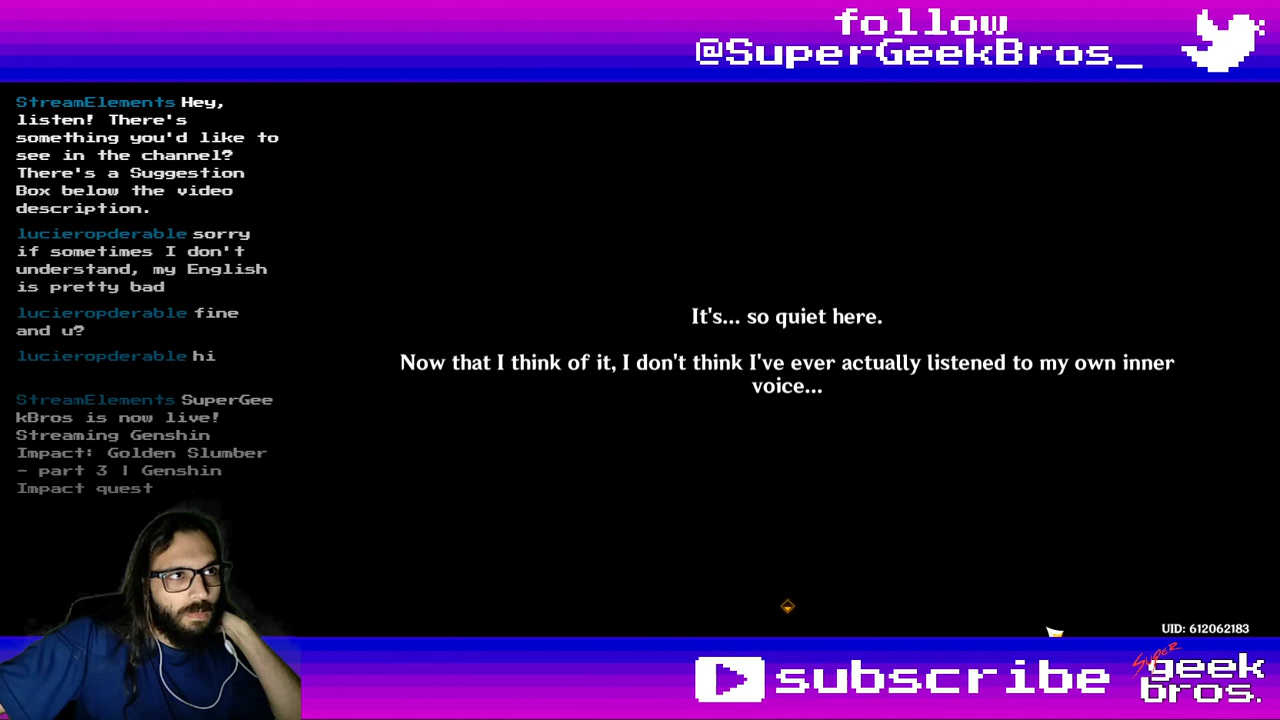 follow
@SuperGeekBros_
StreamElements Hey,
listen! There's
something you'd like to
see in the channel?
There's a Suggestion
Box below the video
description.
lucieropderable sorry
if sometimes I don't
understand, my English
is pretty bad
lucieropderable fine
and u?
lucieropderable hi
StreamElements SuperGee
kBros is now live!
Streaming Genshin
Impact: Golden Slumber
- part 3 | Genshin
Impact quest
It's... so quiet here.
Now that I think of it, I don't think I've ever actually listened to my own inner
voice...
UID: 612062183
subscribe
SUPER
geek
bros.